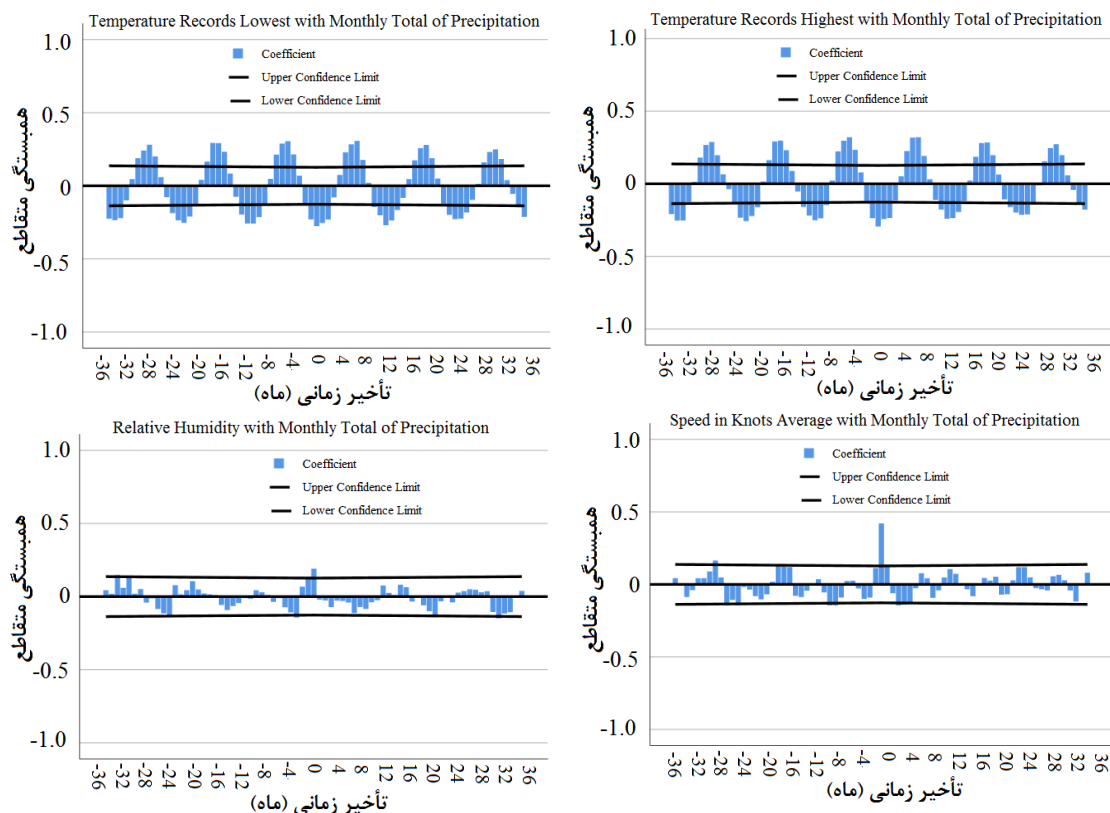 Temperature Records Lowest with Monthly Total of Precipitation
Coefficient
Upper Confidence Limit
Lower Confidence Limit
1.0
0.5
0
-0.5
-1.0
همبستگی متقاطع
-36 -32 -28 -24 -20 -16 -12 -8 -4 0 4 8 12 16 20 24 28 32 36
تأخیر زمانی (ماه)
Temperature Records Highest with Monthly Total of Precipitation
Coefficient
Upper Confidence Limit
Lower Confidence Limit
1.0
0.5
0
-0.5
-1.0
همبستگی متقاطع
-36 -32 -28 -24 -20 -16 -12 -8 -4 0 4 8 12 16 20 24 28 32 36
تأخیر زمانی (ماه)
Relative Humidity with Monthly Total of Precipitation
Coefficient
Upper Confidence Limit
Lower Confidence Limit
1.0
0.5
0
-0.5
-1.0
همبستگی متقاطع
-36 -32 -28 -24 -20 -16 -12 -8 -4 0 4 8 12 16 20 24 28 32 36
تأخیر زمانی (ماه)
Speed in Knots Average with Monthly Total of Precipitation
Coefficient
Upper Confidence Limit
Lower Confidence Limit
1.0
0.5
0
-0.5
-1.0
همبستگی متقاطع
-36 -32 -28 -24 -20 -16 -12 -8 -4 0 4 8 12 16 20 24 28 32 36
تأخیر زمانی (ماه)